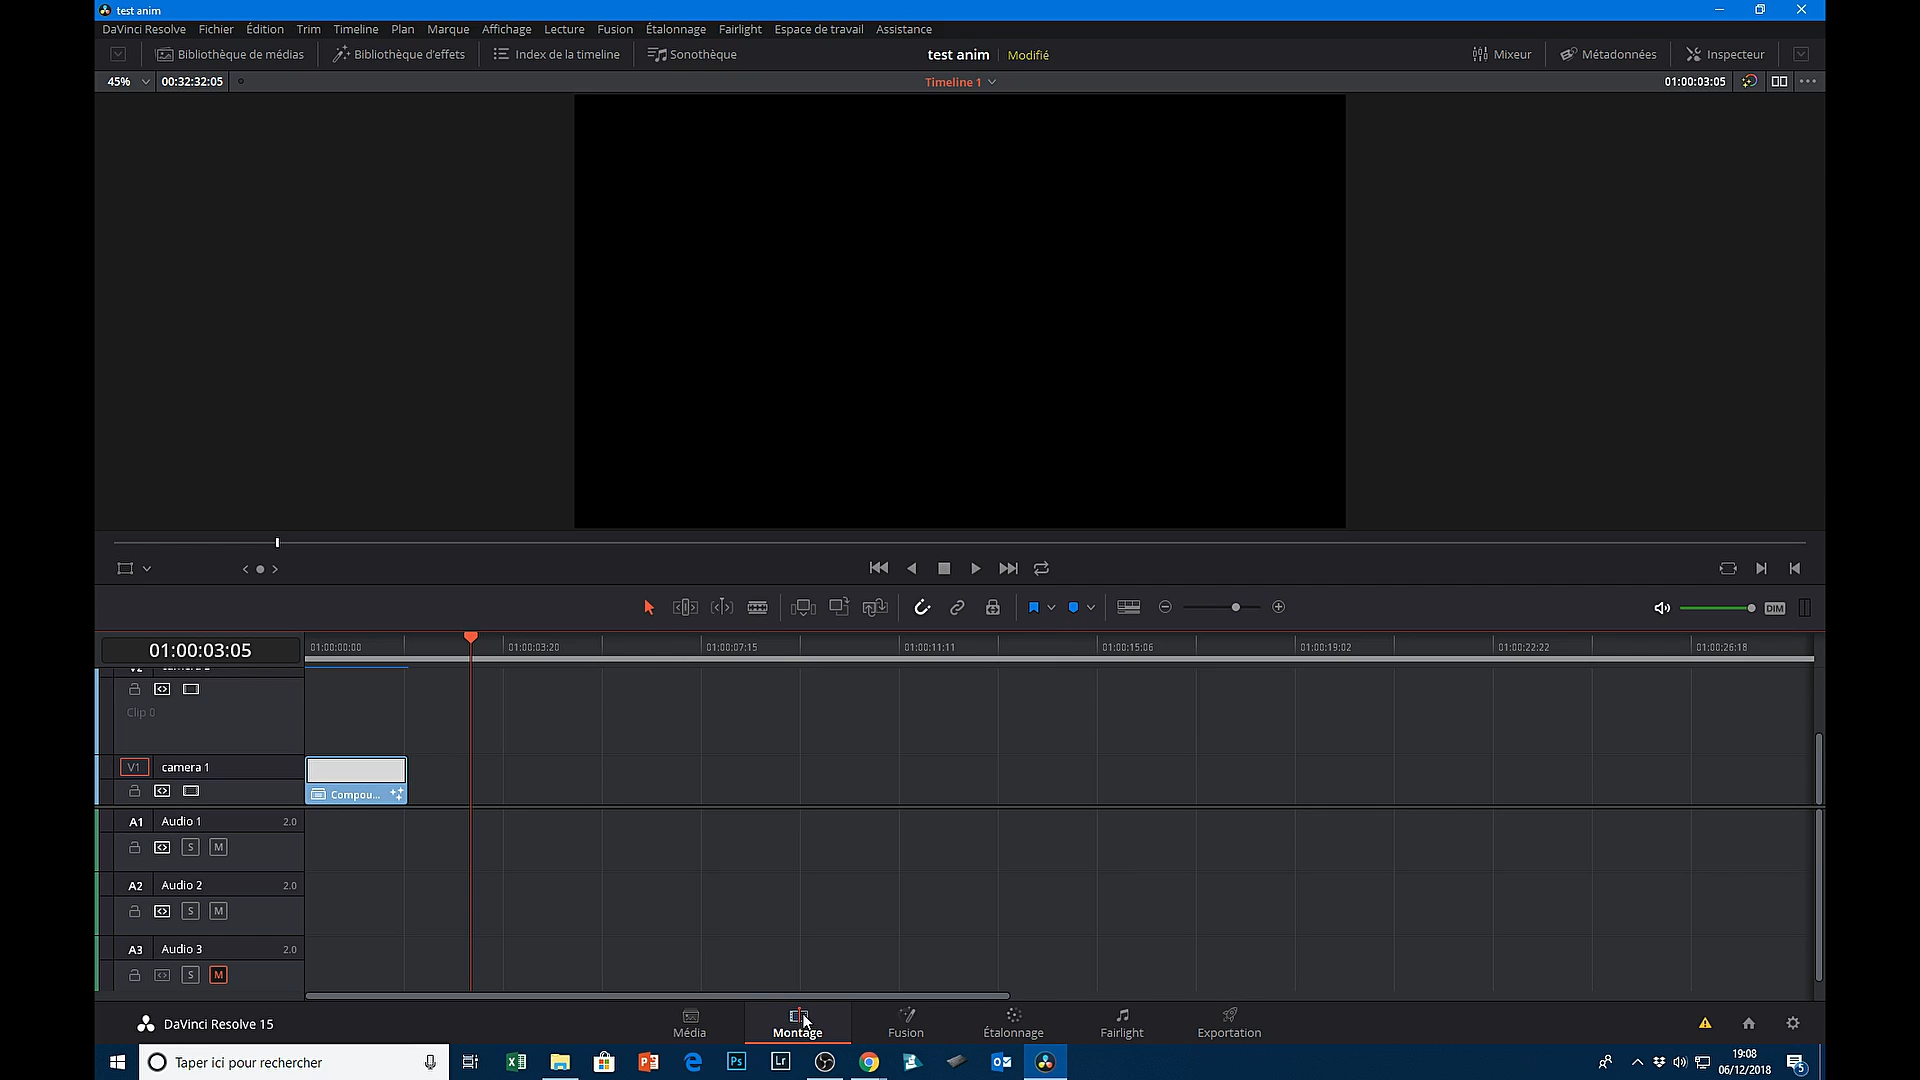 test anim
DaVinci Resolve Fichier Édition Trim Timeline Plan Marque Affichage Lecture Fusion Étalonnage Fairlight Espace de travail Assistance
Bibliothèque de médias Bibliothèque d'effets Index de la timeline Sonothèque test anim Modifié Mixeur Métadonnées Inspecteur
45% 00:32:32:05 Timeline 1 01:00:03:05
DIM
01:00:03:05 01:00:00:00 01:00:03:20 01:00:07:15 01:00:11:11 01:00:15:06 01:00:19:02 01:00:22:22 01:00:26:18
Clip 0
V1 camera 1
Compou...
A1 Audio 1 2.0
S M
A2 Audio 2 2.0
S M
A3 Audio 3 2.0
S M
DaVinci Resolve 15 Média Montage Fusion Étalonnage Fairlight Exportation
Taper ici pour rechercher Ps Lr 19:08
06/12/2018 5